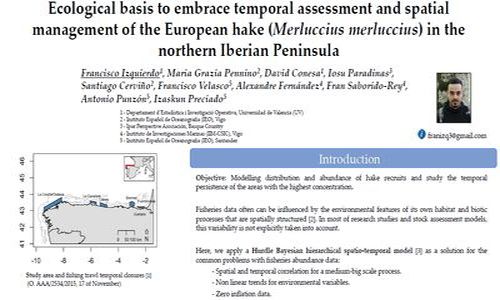 Ecological basis to embrace temporal assessment and spatial
management of the European hake (Merluccius merluccius) in the
northern Iberian Peninsula
Francisco Izquierdo¹, Maria Grazia Pennino², David Conesa¹, Iosu Paradinas³,
Santiago Cerviño², Francisco Velasco⁵, Alexandre Fernández⁴, Fran Saborido-Rey⁴,
Antonio Punzón⁵, Izaskun Preciado⁵
1 - Departament d'Estadística i Investigació Operativa, Universidad de Valencia (UV)
2 - Instituto Español de Oceanografía (IEO), Vigo
3 - Ipar Perspective Asociación, Basque Country
4 - Instituto de Investigaciones Marinas (IIM-CSIC), Vigo
5 - Instituto Español de Oceanografía (IEO), Santander
franizq3@gmail.com
46
45
44
43
42
41
-10 -8 -6 -4 -2
Study area and fishing travel temporal closures [1]
(O. AAA/2534/2015, 17 of November)
Introduction
Objective: Modelling distribution and abundance of hake recruits and study the temporal
persistence of the areas with the highest concentration.
Fisheries data often can be influenced by the environmental features of its own habitat and biotic
processes that are spatially structured [2]. In most of research studies and stock assessment models,
this variability is not explicitly taken into account.
Here, we apply a Hurdle Bayesian hierarchical spatio-temporal model [3] as a solution for the
common problems with fisheries abundance data:
- Spatial and temporal correlation for a medium-big scale process.
- Non linear trends for environmental variables.
- Zero inflation data.